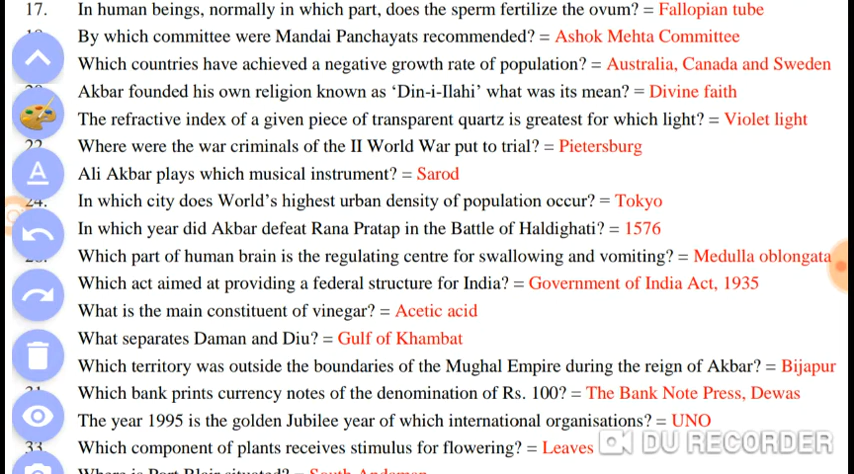 17. In human beings, normally in which part, does the sperm fertilize the ovum? = Fallopian tube
By which committee were Mandai Panchayats recommended? = Ashok Mehta Committee
Which countries have achieved a negative growth rate of population? = Australia, Canada and Sweden
Akbar founded his own religion known as ‘Din-i-Ilahi’ what was its mean? = Divine faith
The refractive index of a given piece of transparent quartz is greatest for which light? = Violet light
22. Where were the war criminals of the II World War put to trial? = Pietersburg
A Ali Akbar plays which musical instrument? = Sarod
24. In which city does World’s highest urban density of population occur? = Tokyo
In which year did Akbar defeat Rana Pratap in the Battle of Haldighati? = 1576
Which part of human brain is the regulating centre for swallowing and vomiting? = Medulla oblongata
Which act aimed at providing a federal structure for India? = Government of India Act, 1935
What is the main constituent of vinegar? = Acetic acid
What separates Daman and Diu? = Gulf of Khambat
Which territory was outside the boundaries of the Mughal Empire during the reign of Akbar? = Bijapur
Which bank prints currency notes of the denomination of Rs. 100? = The Bank Note Press, Dewas
The year 1995 is the golden Jubilee year of which international organisations? = UNO
33. Which component of plants receives stimulus for flowering? = Leaves DU RECORDER
Where is Port Blair situated? = South Andaman